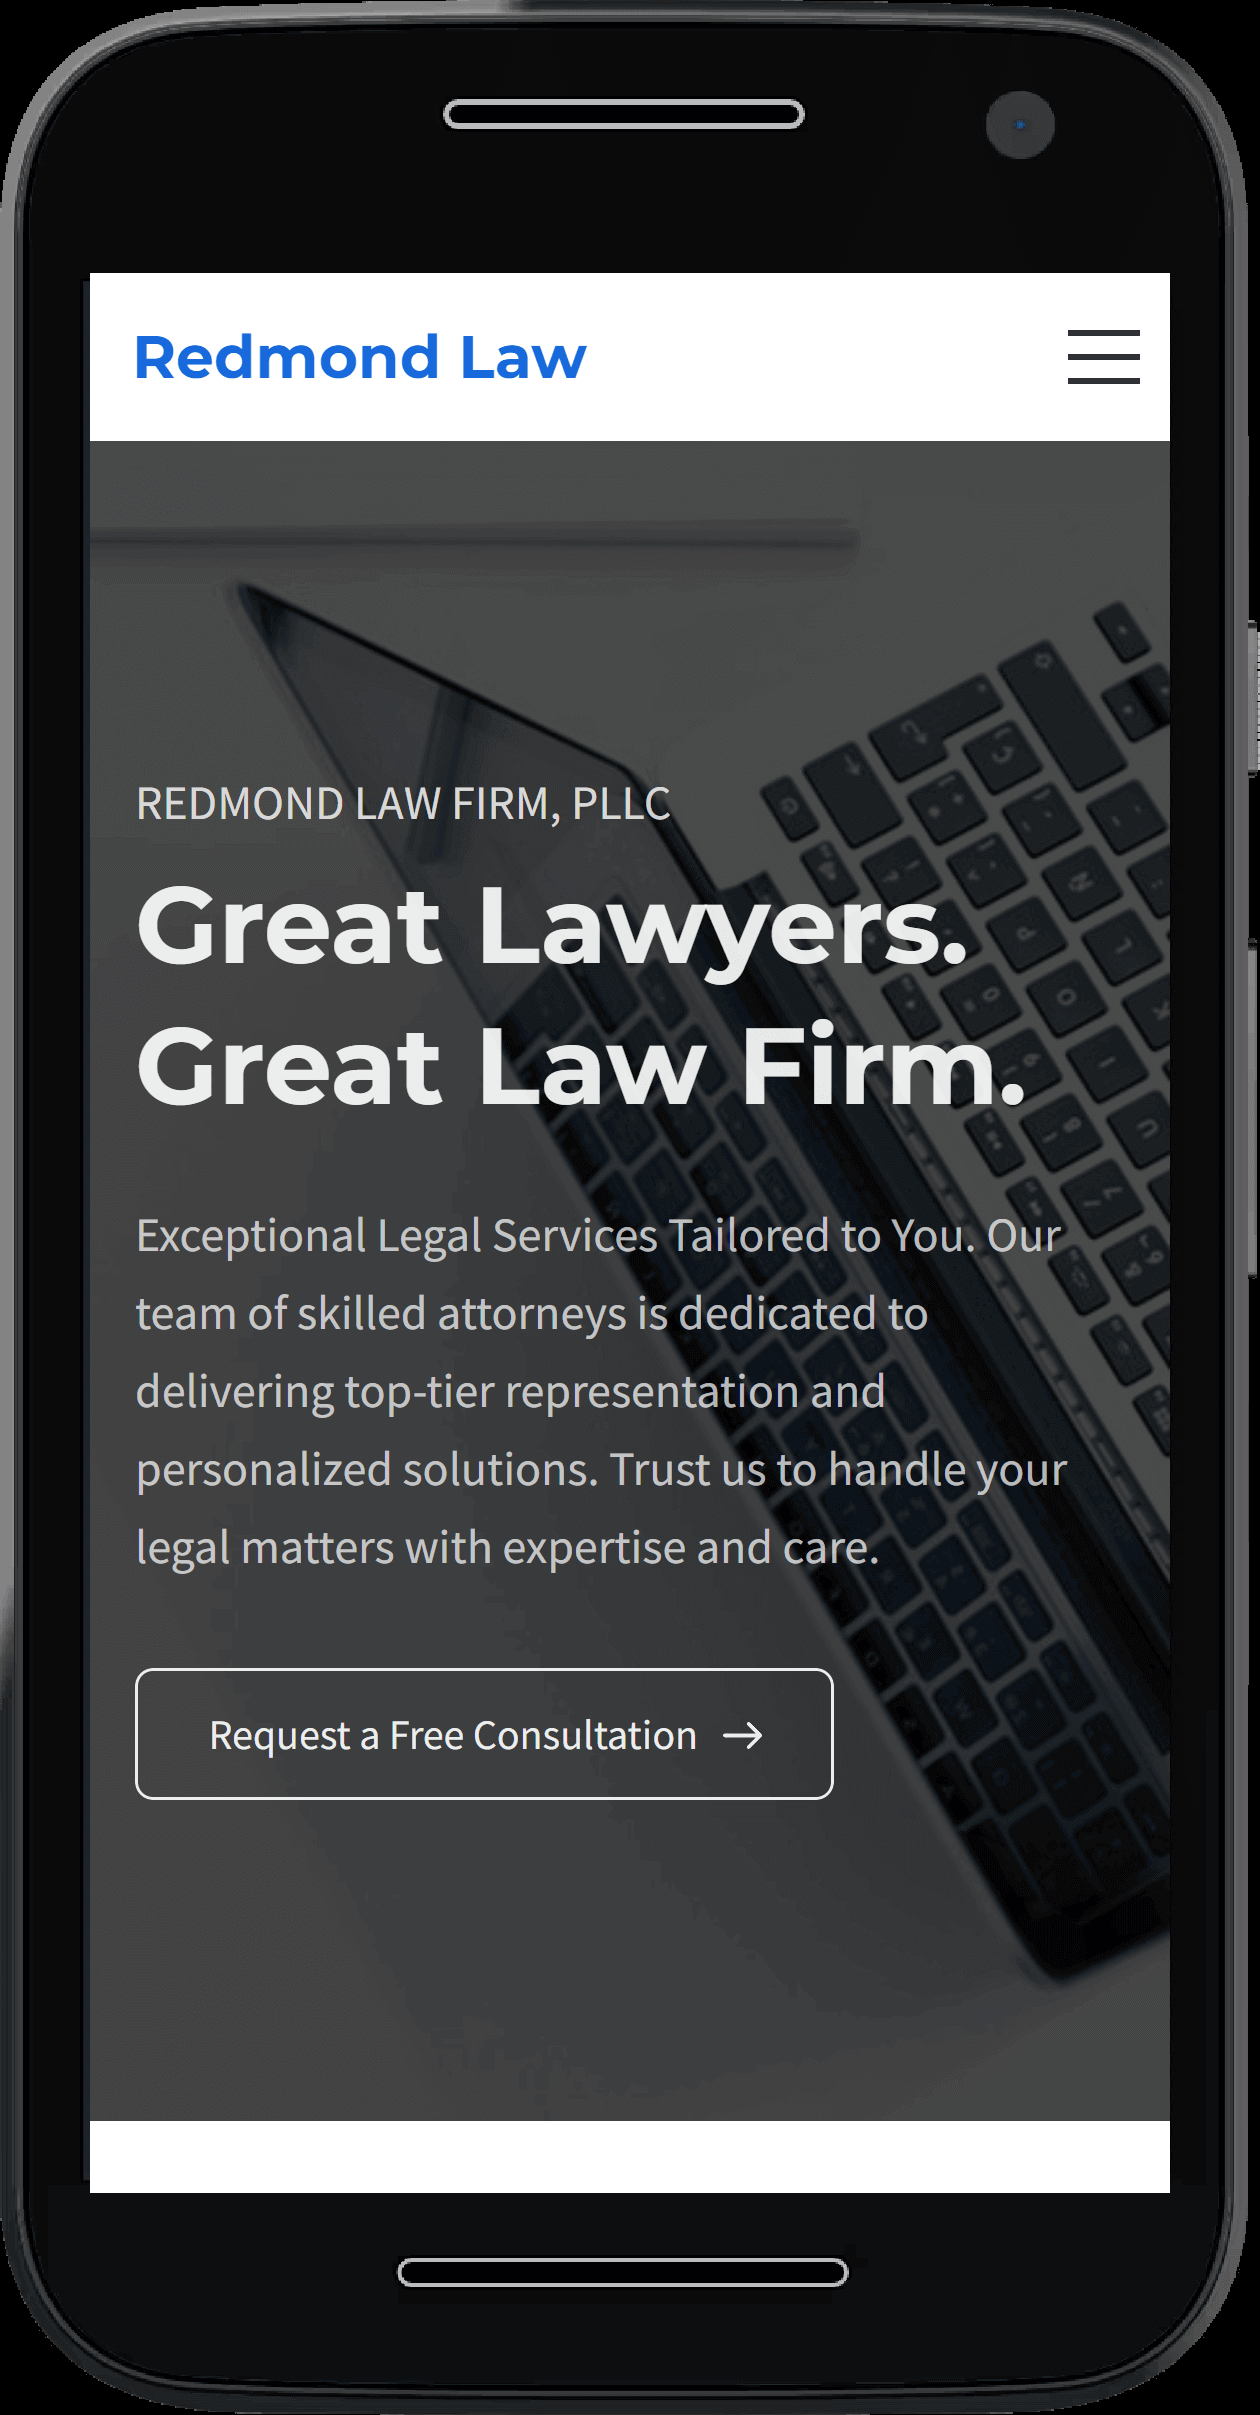 Redmond Law
REDMOND LAW FIRM, PLLC
Great Lawyers.
Great Law Firm.
Exceptional Legal Services Tailored to You. Our
team of skilled attorneys is dedicated to
delivering top-tier representation and
personalized solutions. Trust us to handle your
legal matters with expertise and care.
Request a Free Consultation →